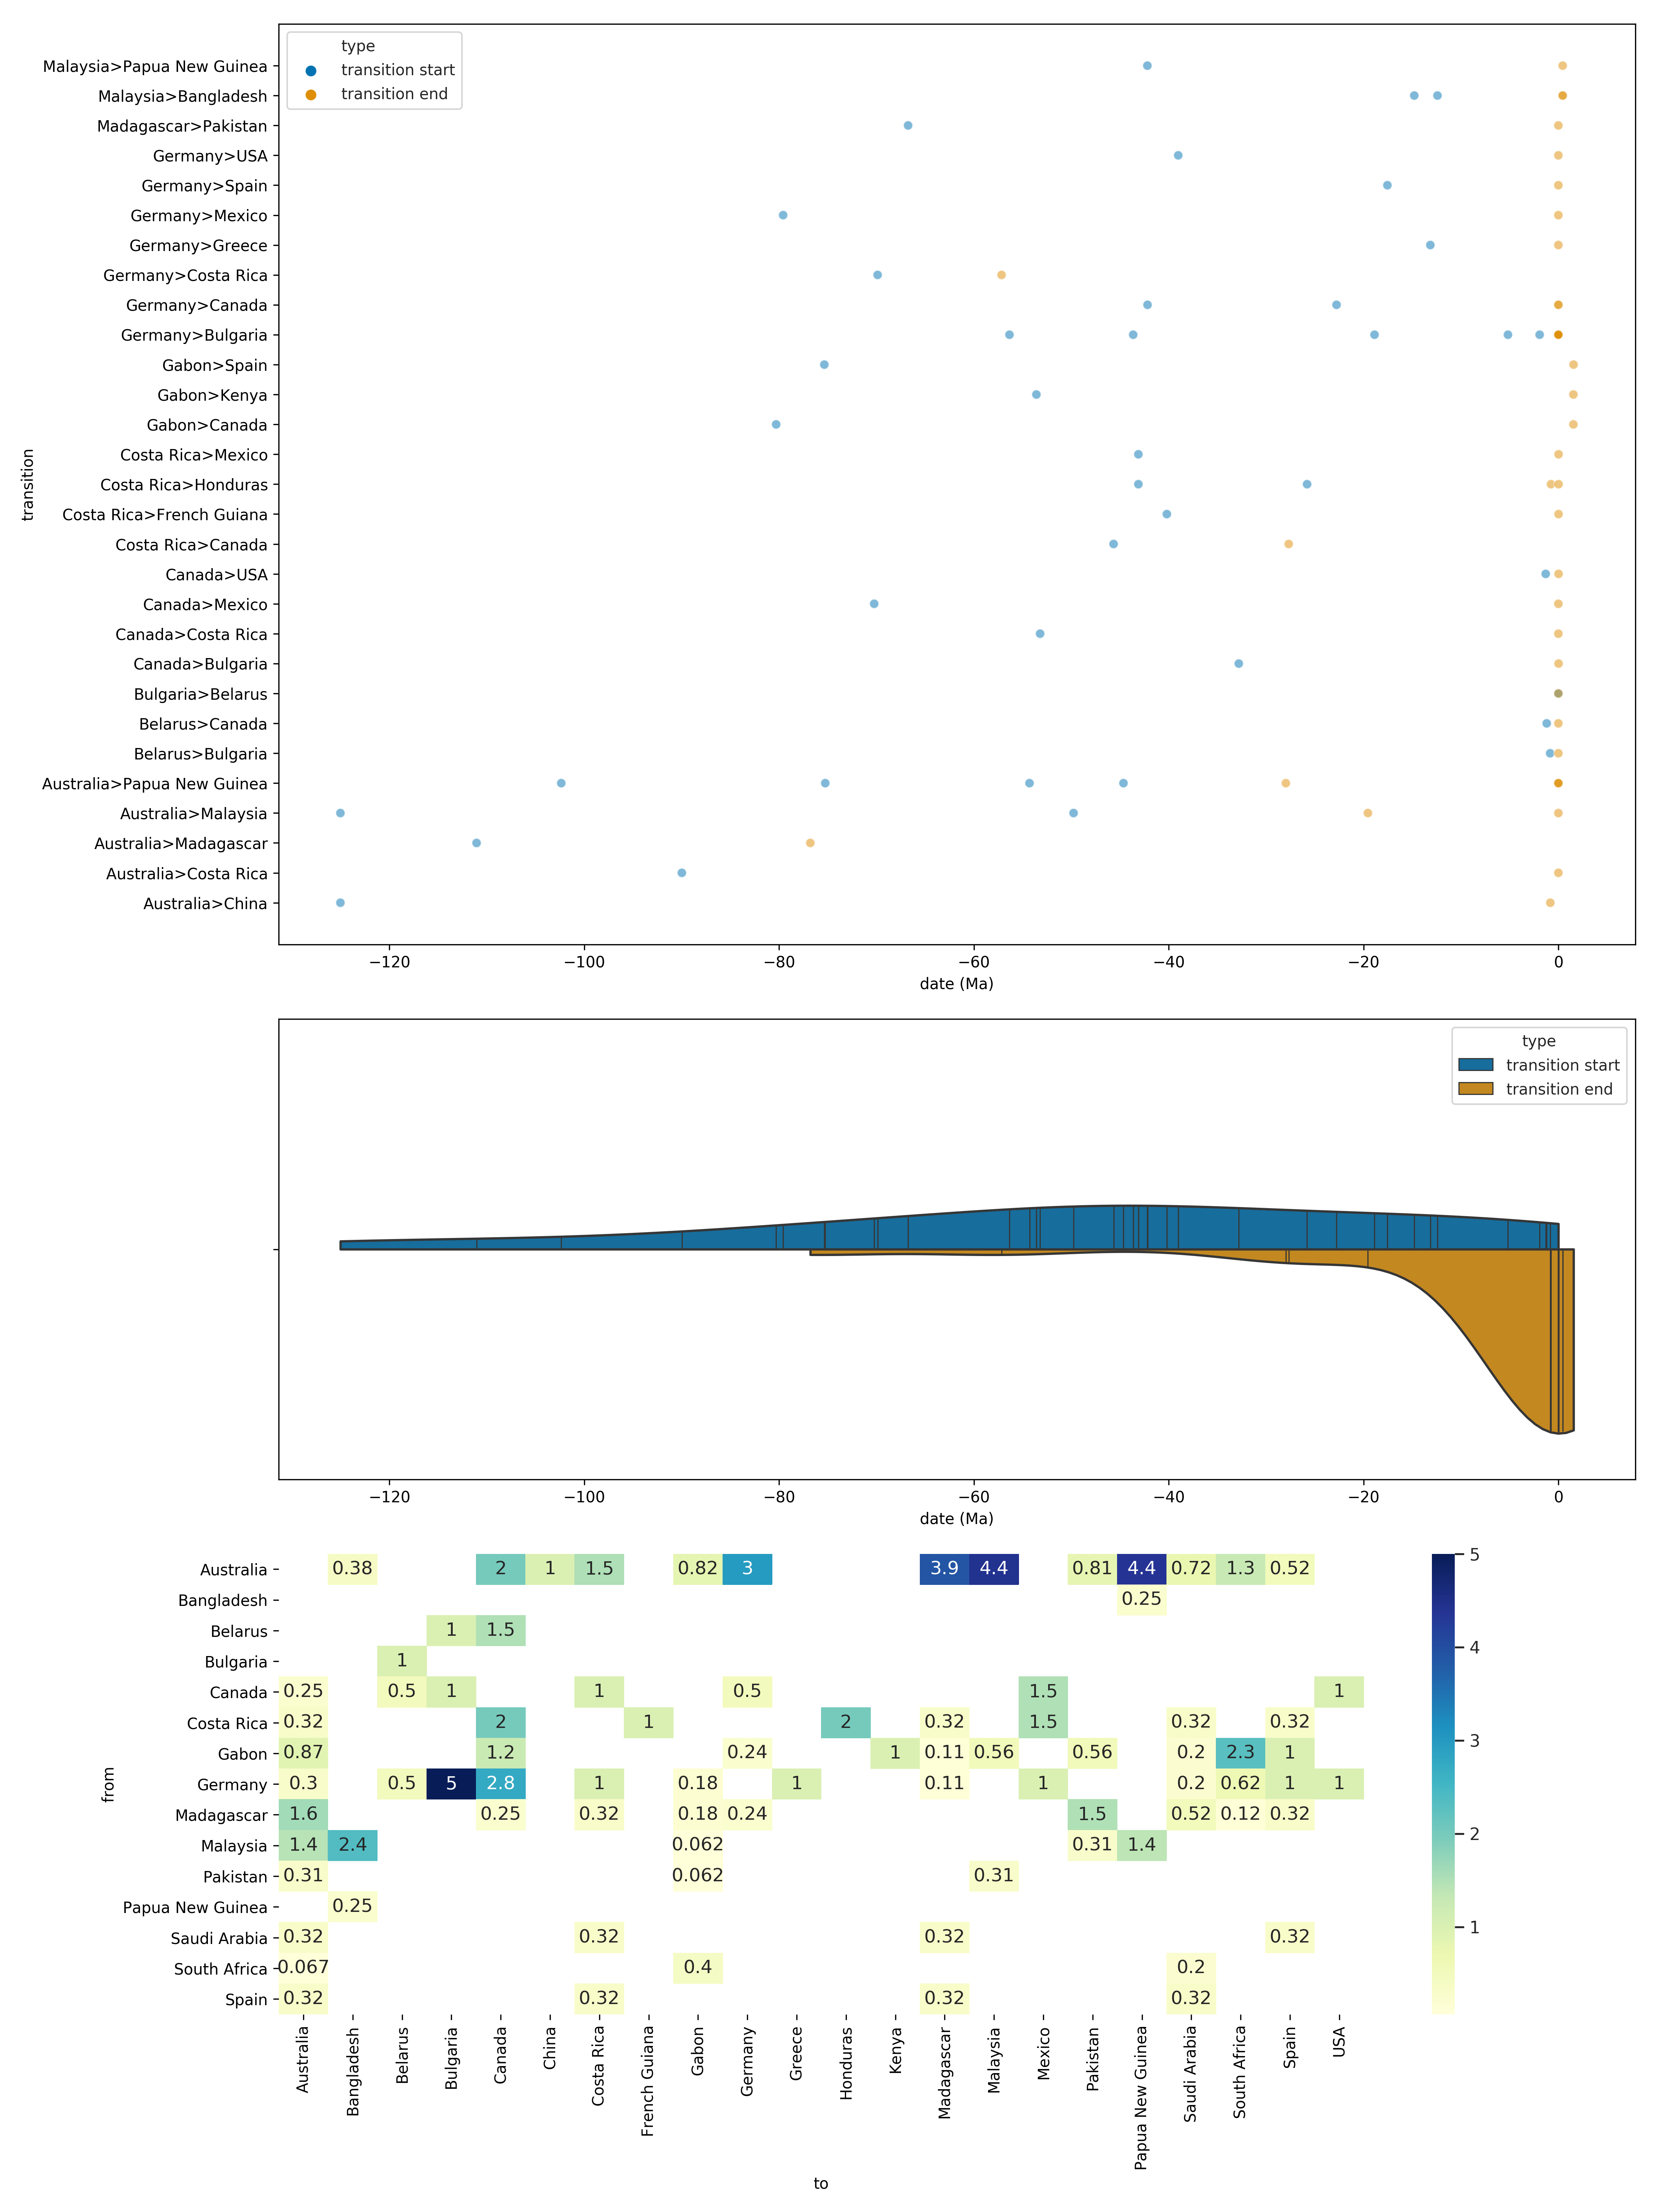 type
transition start
transition end
Malaysia>Papua New Guinea
Malaysia>Bangladesh
Madagascar>Pakistan
Germany>USA
Germany>Spain
Germany>Mexico
Germany>Greece
Germany>Costa Rica
Germany>Canada
Germany>Bulgaria
Gabon>Spain
Gabon>Kenya
Gabon>Canada
Costa Rica>Mexico
Costa Rica>Honduras
Costa Rica>French Guiana
Costa Rica>Canada
Canada>USA
Canada>Mexico
Canada>Costa Rica
Canada>Bulgaria
Bulgaria>Belarus
Belarus>Canada
Belarus>Bulgaria
Australia>Papua New Guinea
Australia>Malaysia
Australia>Madagascar
Australia>Costa Rica
Australia>China
transition
−120 −100 −80 −60 −40 −20 0
date (Ma)
type
transition start
transition end
−120 −100 −80 −60 −40 −20 0
date (Ma)
Australia 0.38 2 1 1.5 0.82 3 3.9 4.4 0.81 4.4 0.72 1.3 0.52
Bangladesh 0.25
Belarus 1 1.5
Bulgaria 1
Canada 0.25 0.5 1 1 0.5 1.5 1
Costa Rica 0.32 2 1 2 0.32 1.5 0.32 0.32
Gabon 0.87 1.2 0.24 1 0.11 0.56 0.56 0.2 2.3 1
Germany 0.3 0.5 5 2.8 1 0.18 1 0.11 1 0.2 0.62 1 1
Madagascar 1.6 0.25 0.32 0.18 0.24 1.5 0.52 0.12 0.32
Malaysia 1.4 2.4 0.062 0.31 1.4
Pakistan 0.31 0.062 0.31
Papua New Guinea 0.25
Saudi Arabia 0.32 0.32 0.32 0.32
South Africa 0.067 0.4 0.2
Spain 0.32 0.32 0.32 0.32
from
Australia
Bangladesh
Belarus
Bulgaria
Canada
China
Costa Rica
French Guiana
Gabon
Germany
Greece
Honduras
Kenya
Madagascar
Malaysia
Mexico
Pakistan
Papua New Guinea
Saudi Arabia
South Africa
Spain
USA
to
5
4
3
2
1